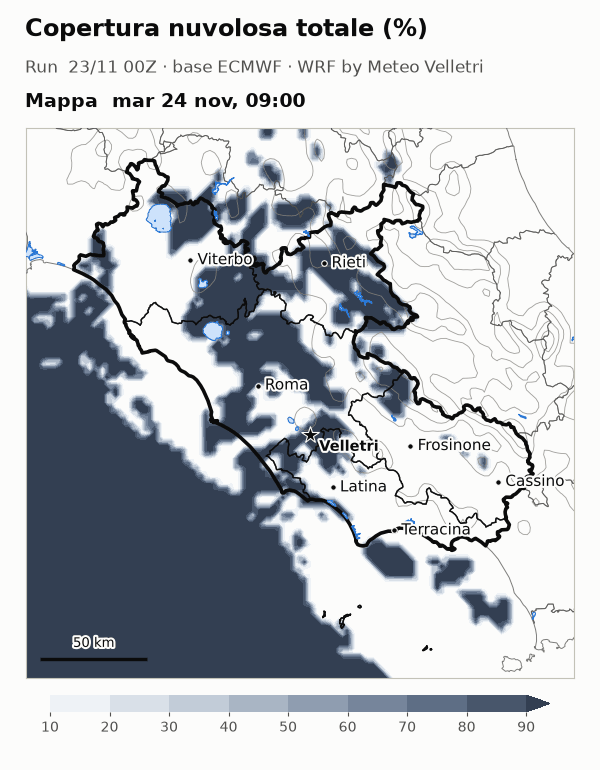 Copertura nuvolosa totale (%)
Run 23/11 00Z · base ECMWF · WRF by Meteo Velletri
Mappa mar 24 nov, 09:00
Viterbo
Rieti
Roma
Velletri
Frosinone
Cassino
Latina
Terracina
50 km
10 20 30 40 50 60 70 80 90